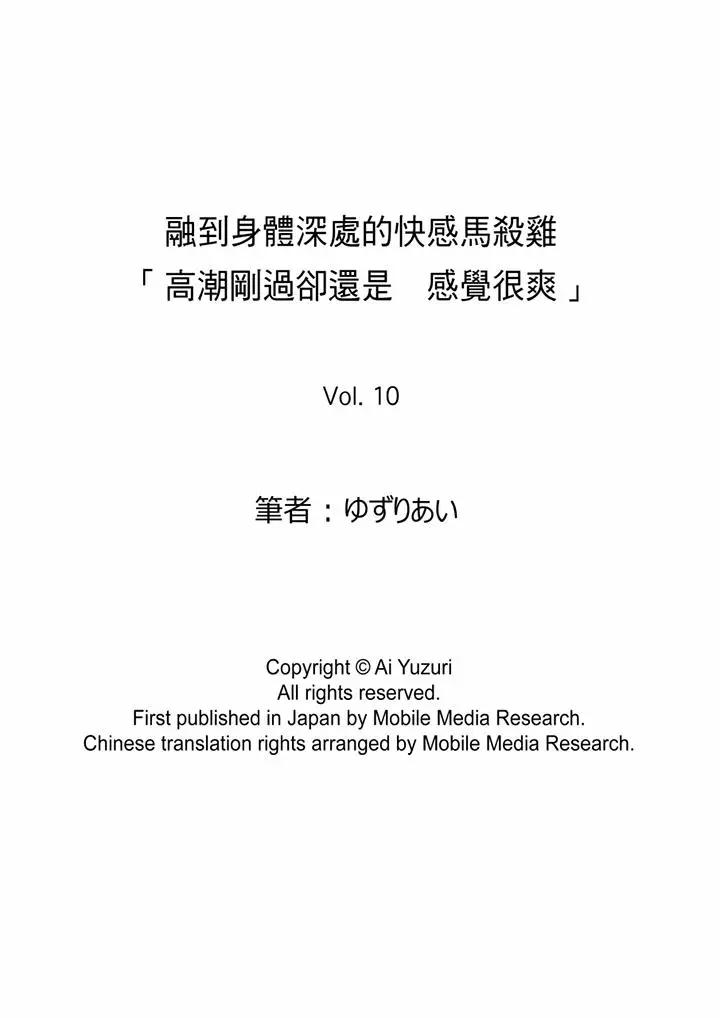 融到身體深處的快感馬殺雞
「 高潮剛過卻還是　感覺很爽 」
Vol. 10
筆者：ゆずりあい
Copyright © Ai Yuzuri
All rights reserved.
First published in Japan by Mobile Media Research.
Chinese translation rights arranged by Mobile Media Research.